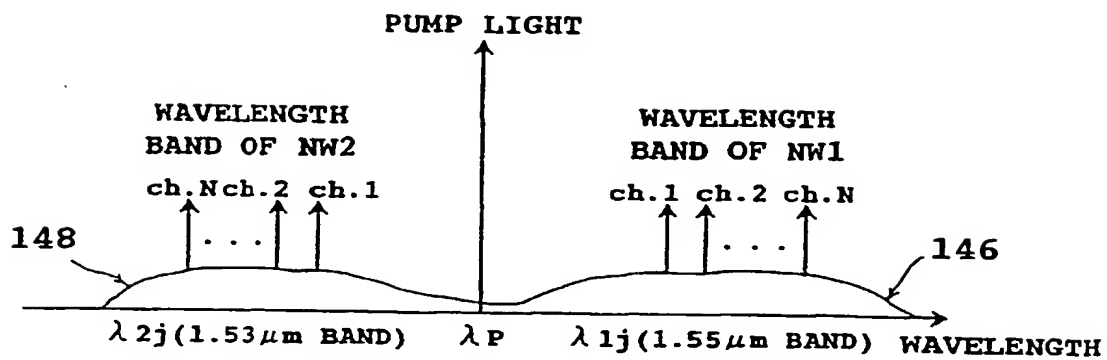 PUMP LIGHT
WAVELENGTH
BAND OF NW2
WAVELENGTH
BAND OF NW1
ch.N ch.2 ch.1
ch.1 ch.2 ch.N
148
. . .
. . .
146
λ2j(1.53μm BAND)
λP
λ1j(1.55μm BAND)
WAVELENGTH